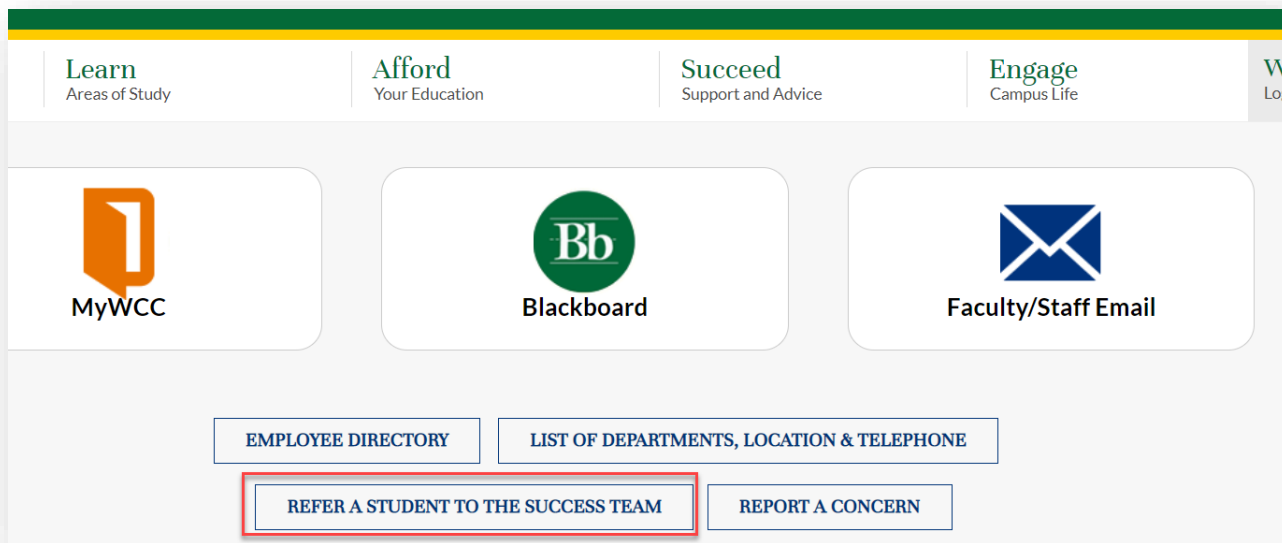 Learn
Areas of Study
Afford
Your Education
Succeed
Support and Advice
Engage
Campus Life
MyWCC
Bb
Blackboard
Faculty/Staff Email
EMPLOYEE DIRECTORY
LIST OF DEPARTMENTS, LOCATION & TELEPHONE
REFER A STUDENT TO THE SUCCESS TEAM
REPORT A CONCERN